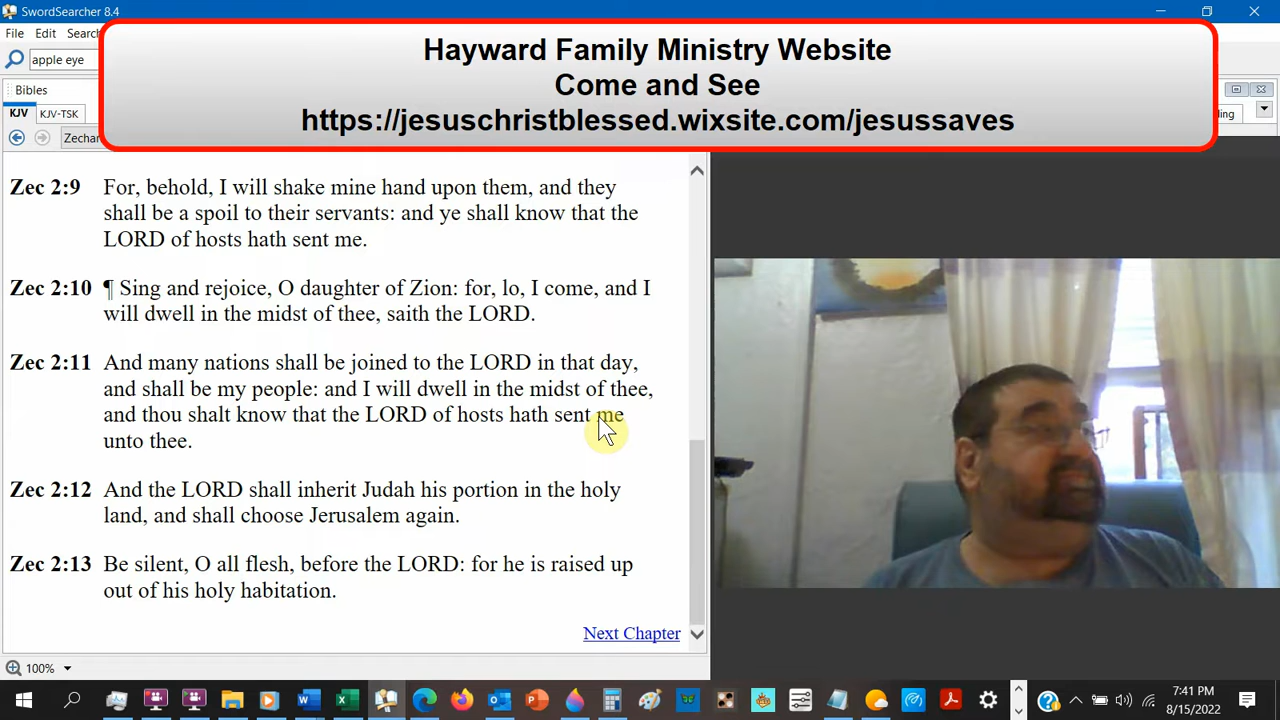 SwordSearcher 8.4
File Edit Search
Hayward Family Ministry Website
Come and See
https://jesuschristblessed.wixsite.com/jesussaves
apple eye
Bibles
KJV KJV-TSK
Zechar
Zec 2:9 For, behold, I will shake mine hand upon them, and they
shall be a spoil to their servants: and ye shall know that the
LORD of hosts hath sent me.
Zec 2:10 ¶ Sing and rejoice, O daughter of Zion: for, lo, I come, and I
will dwell in the midst of thee, saith the LORD.
Zec 2:11 And many nations shall be joined to the LORD in that day,
and shall be my people: and I will dwell in the midst of thee,
and thou shalt know that the LORD of hosts hath sent me
unto thee.
Zec 2:12 And the LORD shall inherit Judah his portion in the holy
land, and shall choose Jerusalem again.
Zec 2:13 Be silent, O all flesh, before the LORD: for he is raised up
out of his holy habitation.
Next Chapter
100%
7:41 PM
8/15/2022